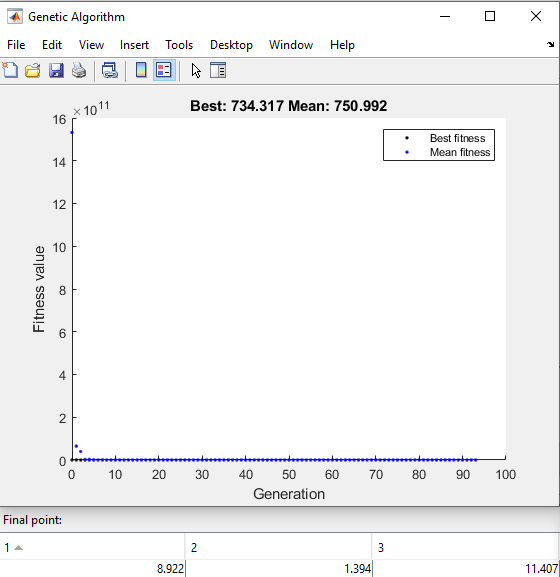 Genetic Algorithm
File Edit View Insert Tools Desktop Window Help
Best: 734.317 Mean: 750.992
×10^11
16
14
12
10
8
6
4
2
0
Fitness value
Best fitness
Mean fitness
0 10 20 30 40 50 60 70 80 90 100
Generation
Final point:
1 2 3
8.922 1.394 11.407